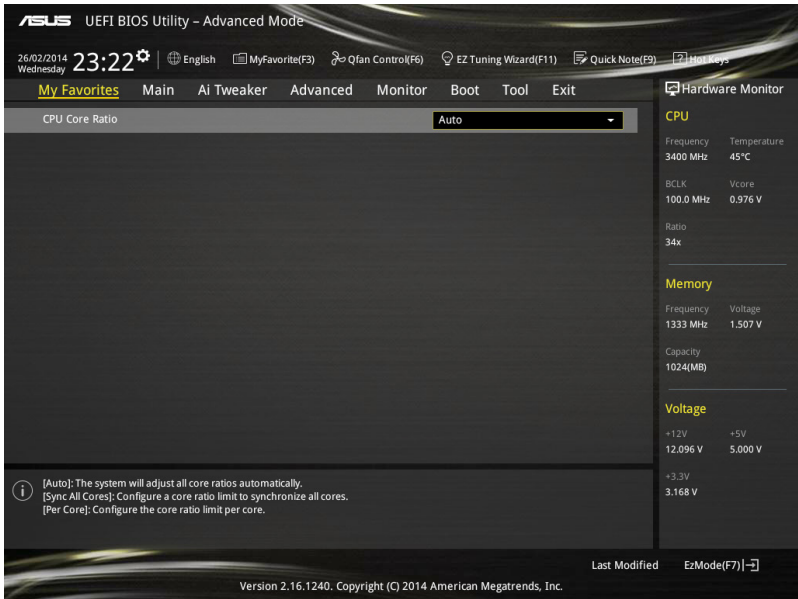 ASUS UEFI BIOS Utility – Advanced Mode
26/02/2014
Wednesday
23:22
English
MyFavorite(F3)
Qfan Control(F6)
EZ Tuning Wizard(F11)
Quick Note(F9)
? Hot Keys
My Favorites Main Ai Tweaker Advanced Monitor Boot Tool Exit
Hardware Monitor
CPU Core Ratio Auto
CPU
Frequency Temperature
3400 MHz 45°C
BCLK Vcore
100.0 MHz 0.976 V
Ratio
34x
Memory
Frequency Voltage
1333 MHz 1.507 V
Capacity
1024(MB)
Voltage
+12V +5V
12.096 V 5.000 V
+3.3V
3.168 V
[Auto]: The system will adjust all core ratios automatically.
[Sync All Cores]: Configure a core ratio limit to synchronize all cores.
[Per Core]: Configure the core ratio limit per core.
Last Modified EzMode(F7)
Version 2.16.1240. Copyright (C) 2014 American Megatrends, Inc.